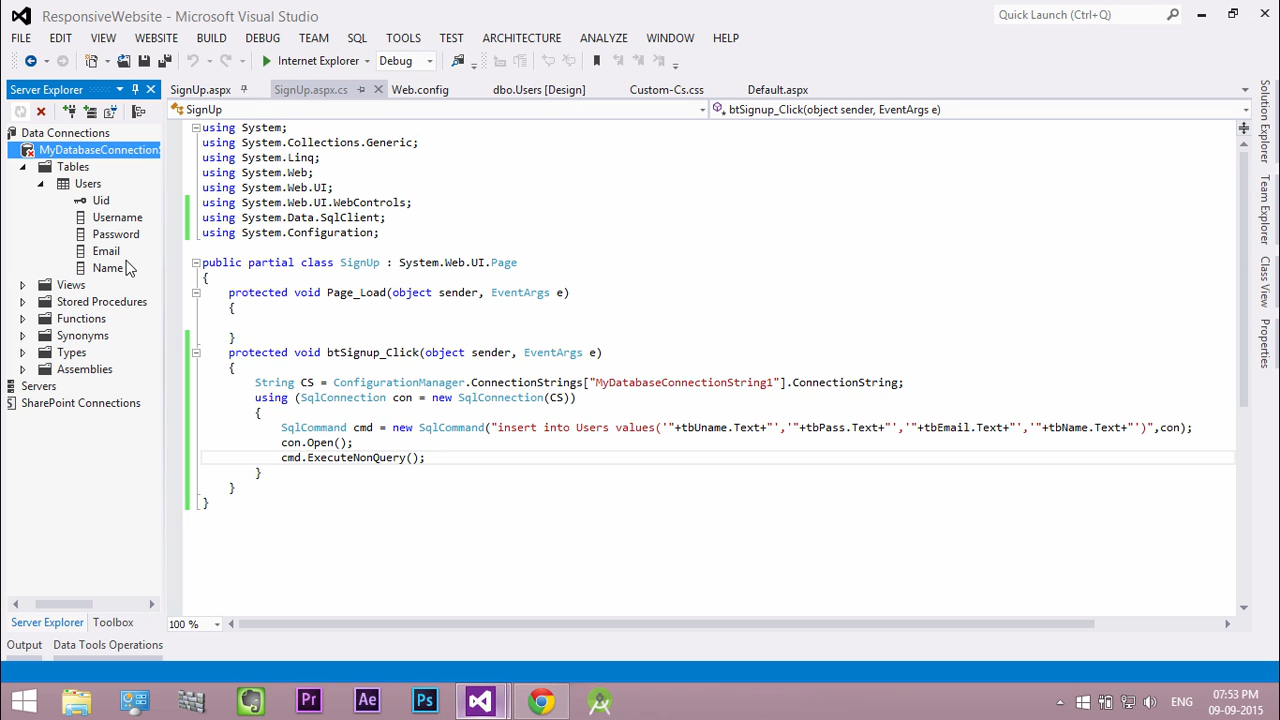 ResponsiveWebsite - Microsoft Visual Studio
Quick Launch (Ctrl+Q)
FILE EDIT VIEW WEBSITE BUILD DEBUG TEAM SQL TOOLS TEST ARCHITECTURE ANALYZE WINDOW HELP
Internet Explorer Debug
Server Explorer
SignUp.aspx SignUp.aspx.cs Web.config dbo.Users [Design] Custom-Cs.css Default.aspx
SignUp btSignup_Click(object sender, EventArgs e)
Data Connections
MyDatabaseConnectionS
Tables
Users
Uid
Username
Password
Email
Name
Views
Stored Procedures
Functions
Synonyms
Types
Assemblies
Servers
SharePoint Connections
using System;
using System.Collections.Generic;
using System.Linq;
using System.Web;
using System.Web.UI;
using System.Web.UI.WebControls;
using System.Data.SqlClient;
using System.Configuration;
public partial class SignUp : System.Web.UI.Page
{
protected void Page_Load(object sender, EventArgs e)
{
}
protected void btSignup_Click(object sender, EventArgs e)
{
String CS = ConfigurationManager.ConnectionStrings["MyDatabaseConnectionString1"].ConnectionString;
using (SqlConnection con = new SqlConnection(CS))
{
SqlCommand cmd = new SqlCommand("insert into Users values('"+tbUname.Text+"','"+tbPass.Text+"','"+tbEmail.Text+"','"+tbName.Text+"')",con);
con.Open();
cmd.ExecuteNonQuery();
}
}
}
Solution Explorer
Team Explorer
Class View
Properties
100 %
Server Explorer Toolbox
Output Data Tools Operations
Pr Ae Ps
ENG
07:53 PM
09-09-2015